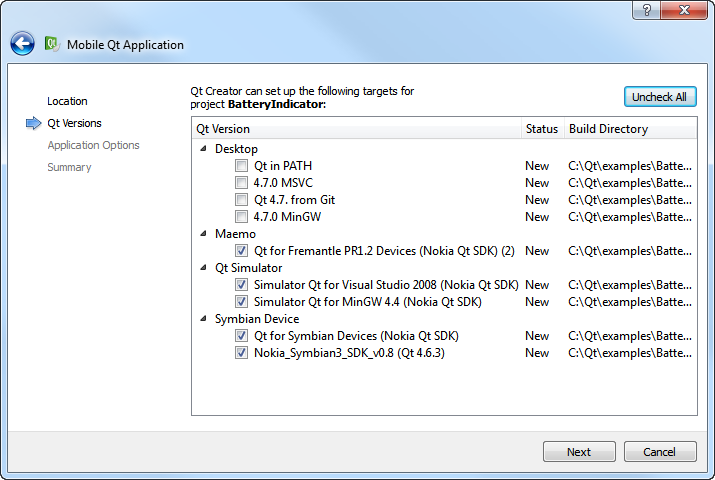 Mobile Qt Application
Location
Qt Versions
Application Options
Summary
Qt Creator can set up the following targets for
project BatteryIndicator:
Uncheck All
Qt Version Status Build Directory
Desktop
Qt in PATH New C:\Qt\examples\Batte...
4.7.0 MSVC New C:\Qt\examples\Batte...
Qt 4.7. from Git New C:\Qt\examples\Batte...
4.7.0 MinGW New C:\Qt\examples\Batte...
Maemo
Qt for Fremantle PR1.2 Devices (Nokia Qt SDK) (2) New C:\Qt\examples\Batte...
Qt Simulator
Simulator Qt for Visual Studio 2008 (Nokia Qt SDK) New C:\Qt\examples\Batte...
Simulator Qt for MinGW 4.4 (Nokia Qt SDK) New C:\Qt\examples\Batte...
Symbian Device
Qt for Symbian Devices (Nokia Qt SDK) New C:\Qt\examples\Batte...
Nokia_Symbian3_SDK_v0.8 (Qt 4.6.3) New C:\Qt\examples\Batte...
Next Cancel